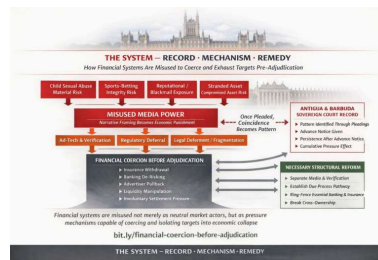 THE SYSTEM – RECORD · MECHANISM · REMEDY
How Financial Systems Are Misused to Coerce and Exhaust Targets Pre-Adjudication
Child Sexual Abuse
Material Risk
Sports-Betting
Integrity Risk
Reputational /
Blackmail Exposure
Stranded Asset
Compromised Asset Risk
MISUSED MEDIA POWER
Narrative Framing Becomes Economic Punishment
Once Pleaded,
Coincidence
Becomes Pattern
ANTIGUA & BARBUDA
SOVEREIGN COURT RECORD
Pattern Identified Through Pleadings
Advance Notice Given
Persistence After Advance Notice
Cumulative Pressure Effect
Ad-Tech & Verification
Regulatory Deferral
Legal Deferment / Fragmentation
FINANCIAL COERCION BEFORE ADJUDICATION
Insurance Withdrawal
Banking De-Risking
Advertiser Pullback
Liquidity Manipulation
Involuntary Settlement Pressure
NECESSARY STRUCTURAL REFORM
Separate Media & Verification
Establish Due Process Pathway
Ring-Fence Essential Banking & Insurance
Break Cross-Ownership
Financial systems are misused not merely as neutral market actors, but as pressure
mechanisms capable of coercing and isolating targets into economic collapse
bit.ly/financial-coercion-before-adjudication
THE SYSTEM – RECORD · MECHANISM · REMEDY